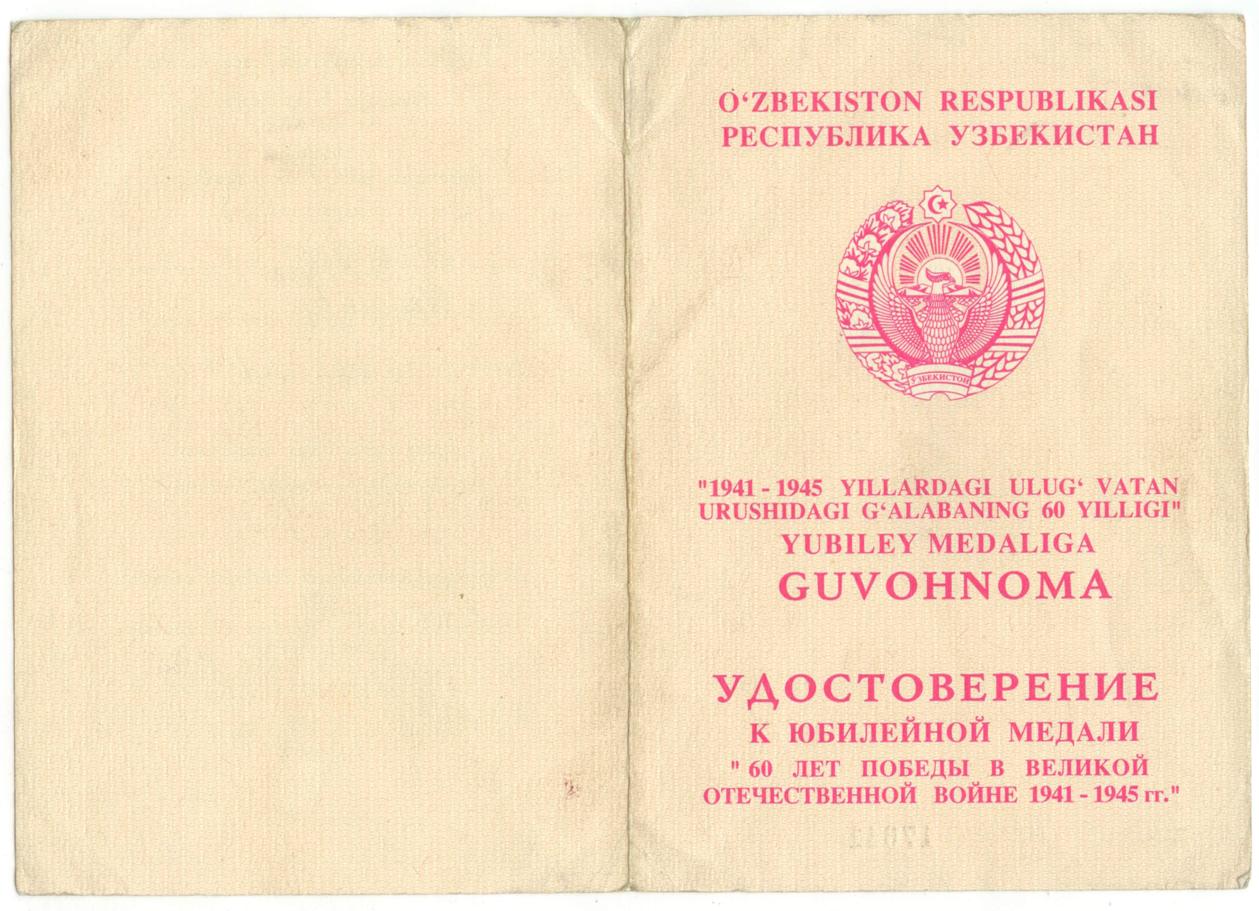 O‘ZBEKISTON RESPUBLIKASI
РЕСПУБЛИКА УЗБЕКИСТАН
ЎЗБЕКИСТОН
"1941 - 1945 YILLARDAGI ULUG‘ VATAN
URUSHIDAGI G‘ALABANING 60 YILLIGI"
YUBILEY MEDALIGA
GUVOHNOMA
УДОСТОВЕРЕНИЕ
К ЮБИЛЕЙНОЙ МЕДАЛИ
" 60 ЛЕТ ПОБЕДЫ В ВЕЛИКОЙ
ОТЕЧЕСТВЕННОЙ ВОЙНЕ 1941 - 1945 гг."